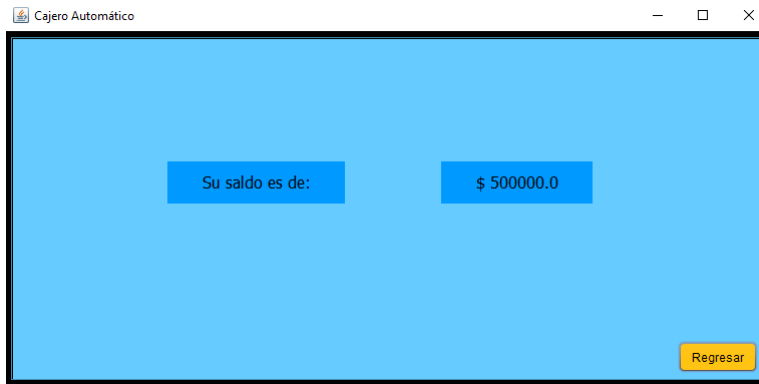 Cajero Automático
Su saldo es de:
$ 500000.0
Regresar